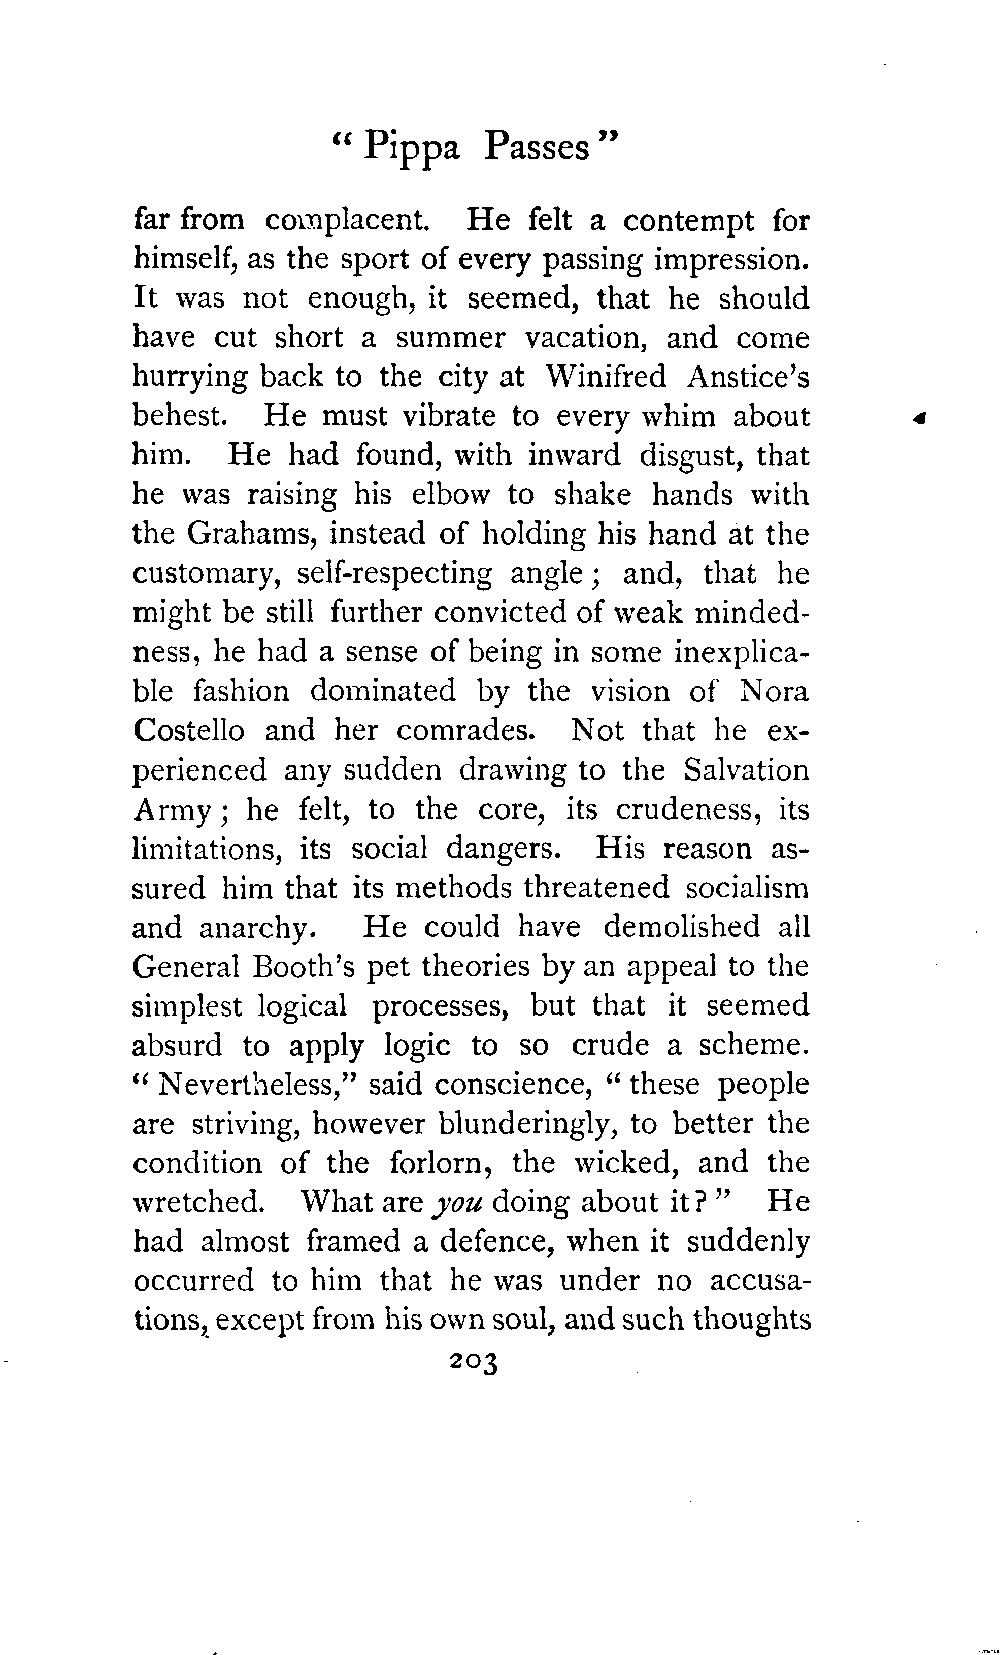 “ Pippa Passes ”
far from complacent. He felt a contempt for
himself, as the sport of every passing impression.
It was not enough, it seemed, that he should
have cut short a summer vacation, and come
hurrying back to the city at Winifred Anstice’s
behest. He must vibrate to every whim about
him. He had found, with inward disgust, that
he was raising his elbow to shake hands with
the Grahams, instead of holding his hand at the
customary, self-respecting angle ; and, that he
might be still further convicted of weak minded-
ness, he had a sense of being in some inexplica-
ble fashion dominated by the vision of Nora
Costello and her comrades. Not that he ex-
perienced any sudden drawing to the Salvation
Army ; he felt, to the core, its crudeness, its
limitations, its social dangers. His reason as-
sured him that its methods threatened socialism
and anarchy. He could have demolished all
General Booth’s pet theories by an appeal to the
simplest logical processes, but that it seemed
absurd to apply logic to so crude a scheme.
“ Nevertheless,” said conscience, “ these people
are striving, however blunderingly, to better the
condition of the forlorn, the wicked, and the
wretched. What are you doing about it? ” He
had almost framed a defence, when it suddenly
occurred to him that he was under no accusa-
tions, except from his own soul, and such thoughts
203